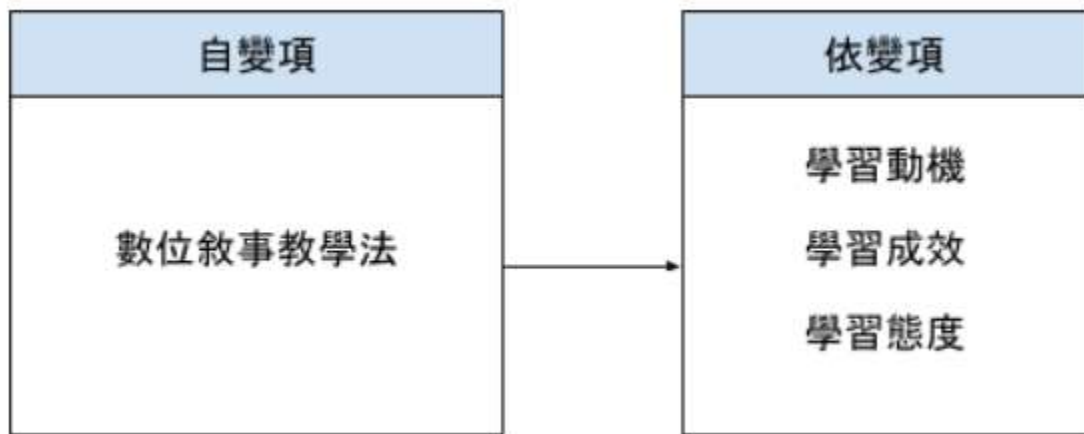 自變項
數位敘事教學法
依變項
學習動機
學習成效
學習態度